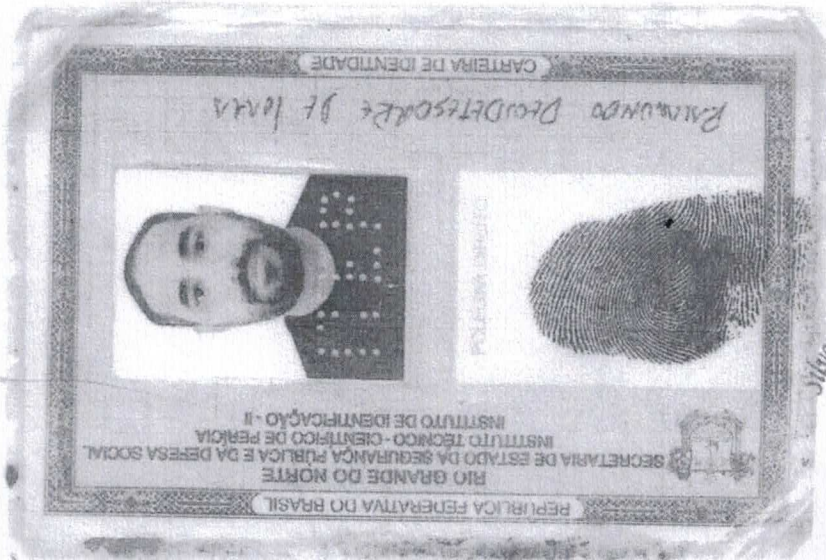 REPÚBLICA FEDERATIVA DO BRASIL
RIO GRANDE DO NORTE
SECRETARIA DE ESTADO DA SEGURANÇA PÚBLICA E DA DEFESA SOCIAL
INSTITUTO TÉCNICO - CIENTÍFICO DE PERÍCIA
INSTITUTO DE IDENTIFICAÇÃO - II
POLEGAR DIREITO
RAIMUNDO DE
CARTEIRA DE IDENTIDADE